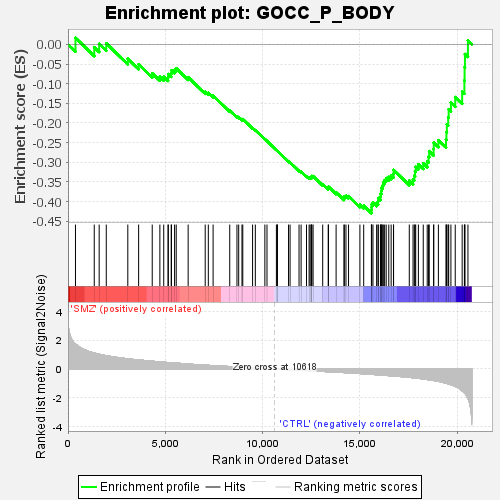 Enrichment plot: GOCC_P_BODY
Enrichment score (ES)
0.00
-0.05
-0.10
-0.15
-0.20
-0.25
-0.30
-0.35
-0.40
-0.45
Ranked list metric (Signal2Noise)
'SMZ' (positively correlated)
4
2
0
-2
-4
Zero cross at 10618
'CTRL' (negatively correlated)
0
5,000
10,000
15,000
20,000
Rank in Ordered Dataset
Enrichment profile
Hits
Ranking metric scores